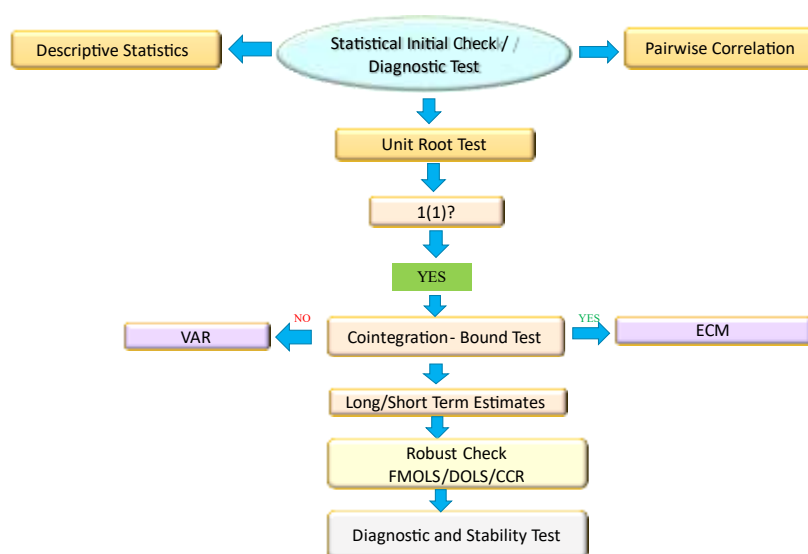 Descriptive Statistics
Statistical Initial Check/ /
Diagnostic Test
Pairwise Correlation
Unit Root Test
1(1)?
YES
NO
YES
VAR
Cointegration- Bound Test
ECM
Long/Short Term Estimates
Robust Check
FMOLS/DOLS/CCR
Diagnostic and Stability Test